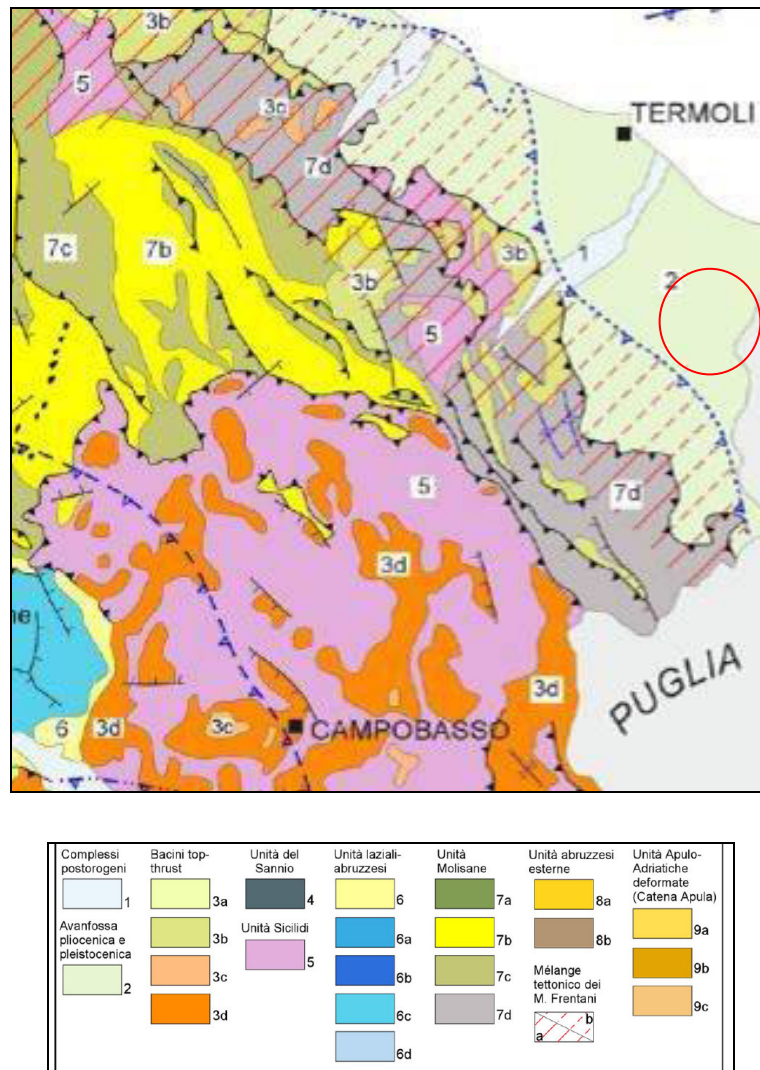 3b
1
5
3c
TERMOLI
7d
7c
7b
3b
1
2
3b
5
5
7d
3d
PUGLIA
ne
3d
6
3d
3c
CAMPOBASSO
Complessi
postorogeni
1
Avanfossa
pliocenica e
pleistocenica
2
Bacini top-
thrust
3a
3b
3c
3d
Unità del
Sannio
4
Unità Sicilidi
5
Unità laziali-
abruzzesi
6
6a
6b
6c
6d
Unità
Molisane
7a
7b
7c
7d
Unità abruzzesi
esterne
8a
8b
Mélange
tettonico dei
M. Frentani
b
a
Unità Apulo-
Adriatiche
deformate
(Catena Apula)
9a
9b
9c